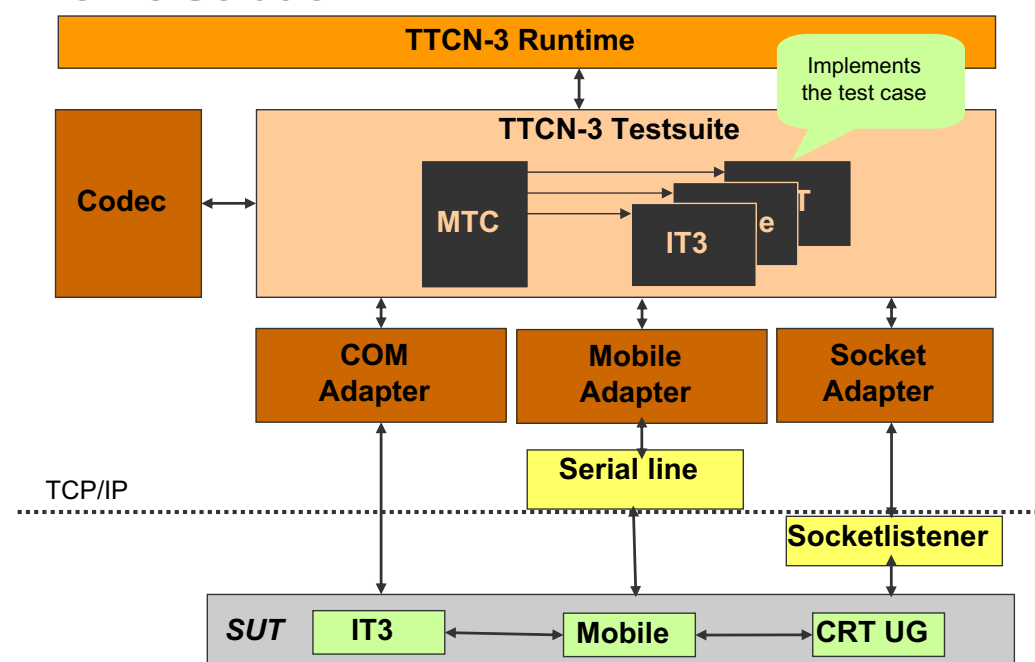 TTCN-3 Runtime
Implements
the test case
TTCN-3 Testsuite
Codec
MTC
T
e
IT3
COM
Adapter
Mobile
Adapter
Socket
Adapter
Serial line
TCP/IP
Socketlistener
SUT
IT3
Mobile
CRT UG